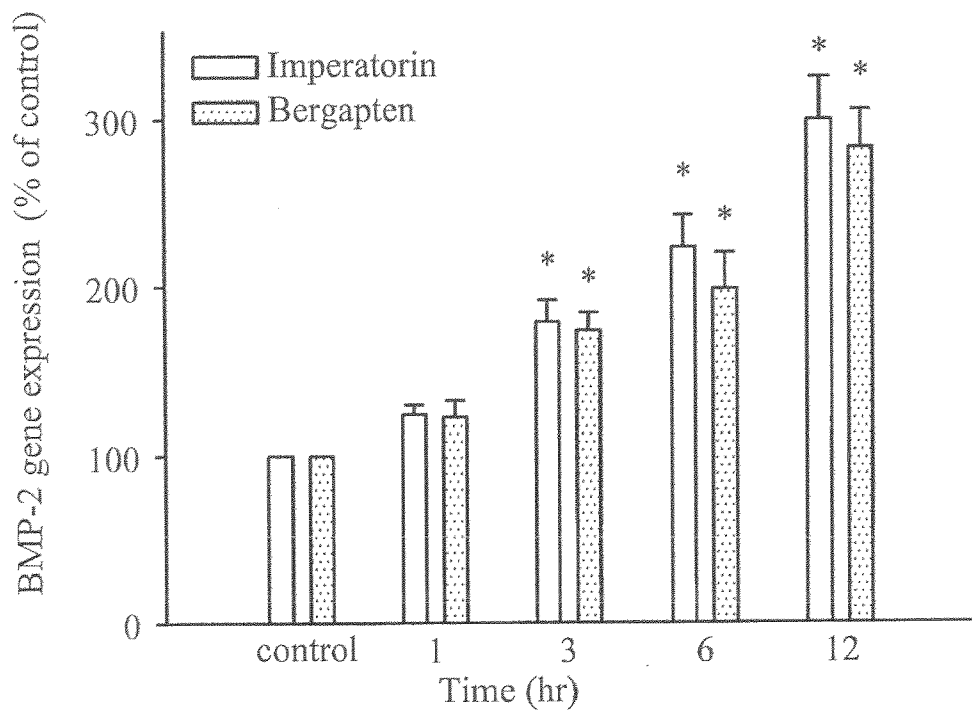 BMP-2 gene expression (% of control)
Imperatorin
Bergapten
300
200
100
0
* * * * * *
control 1 3 6 12
Time (hr)